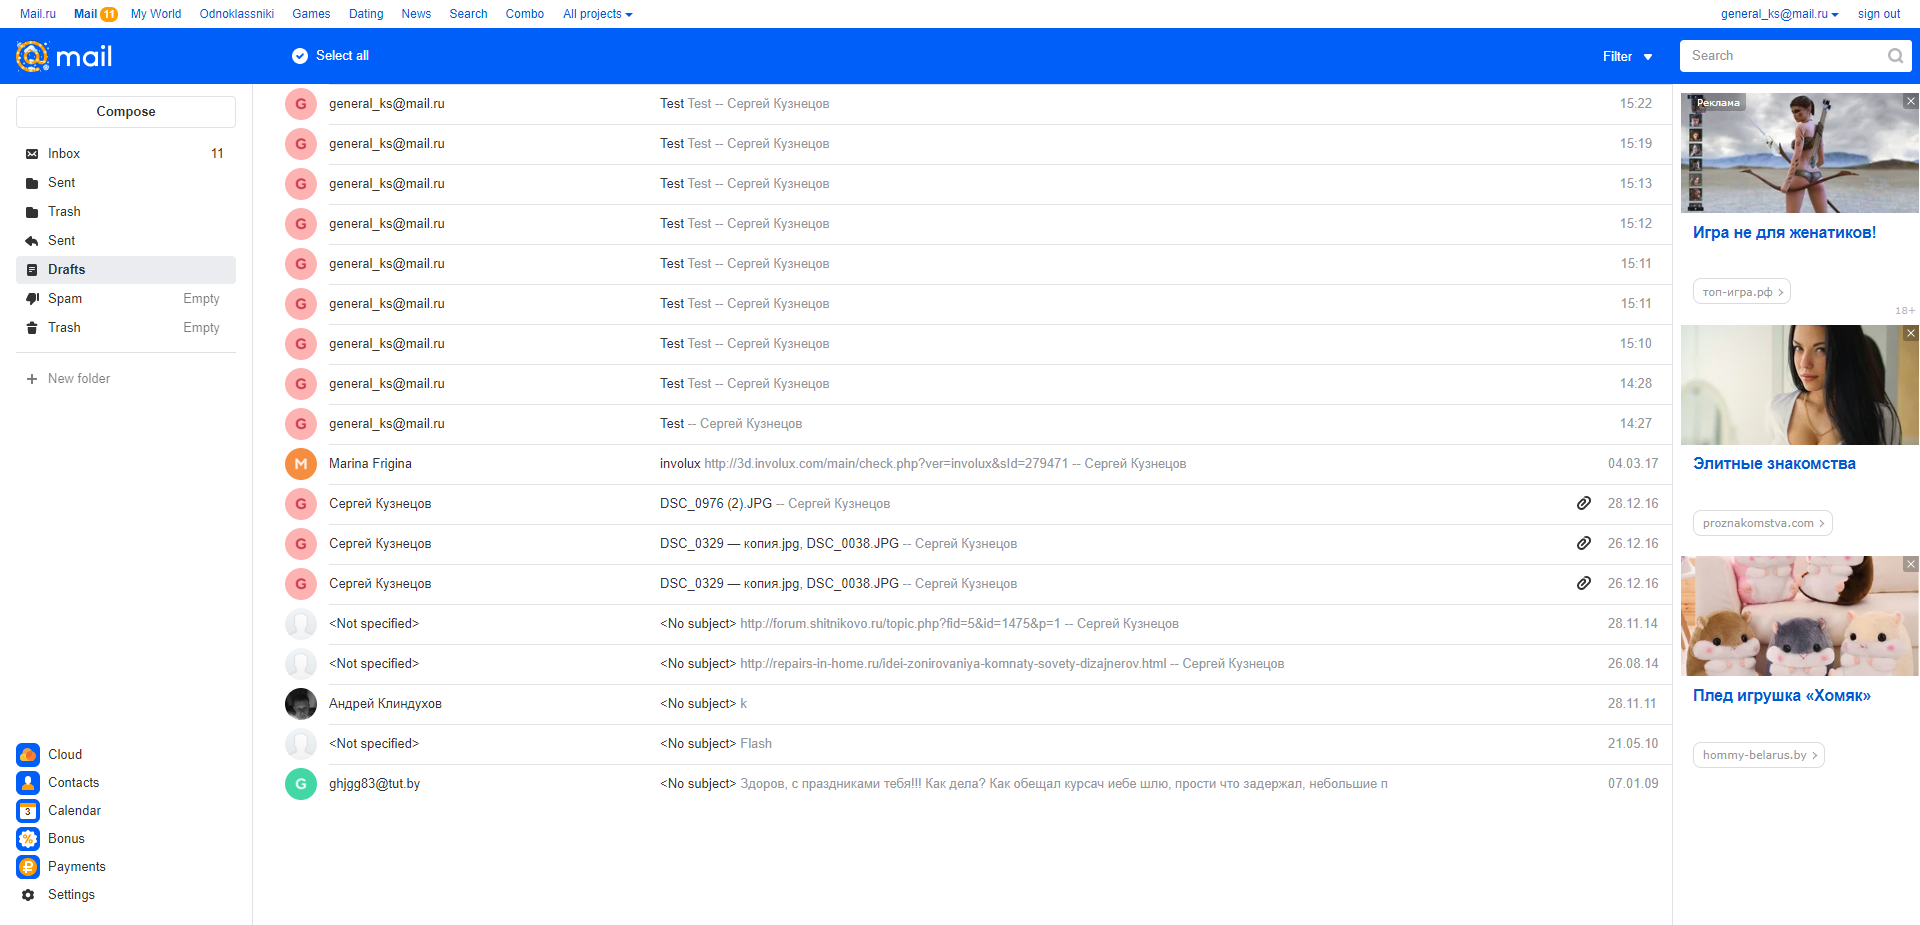 Mail.ru Mail 11 My World Odnoklassniki Games Dating News Search Combo All projects general_ks@mail.ru sign out
@mail Select all Filter Search
Compose
Inbox 11
Sent
Trash
Sent
Drafts
Spam Empty
Trash Empty
New folder
Cloud
Contacts
3 Calendar
% Bonus
₽ Payments
Settings
G general_ks@mail.ru Test Test -- Сергей Кузнецов 15:22
G general_ks@mail.ru Test Test -- Сергей Кузнецов 15:19
G general_ks@mail.ru Test Test -- Сергей Кузнецов 15:13
G general_ks@mail.ru Test Test -- Сергей Кузнецов 15:12
G general_ks@mail.ru Test Test -- Сергей Кузнецов 15:11
G general_ks@mail.ru Test Test -- Сергей Кузнецов 15:11
G general_ks@mail.ru Test Test -- Сергей Кузнецов 15:10
G general_ks@mail.ru Test Test -- Сергей Кузнецов 14:28
G general_ks@mail.ru Test -- Сергей Кузнецов 14:27
M Marina Frigina involux http://3d.involux.com/main/check.php?ver=involux&sId=279471 -- Сергей Кузнецов 04.03.17
G Сергей Кузнецов DSC_0976 (2).JPG -- Сергей Кузнецов 28.12.16
G Сергей Кузнецов DSC_0329 — копия.jpg, DSC_0038.JPG -- Сергей Кузнецов 26.12.16
G Сергей Кузнецов DSC_0329 — копия.jpg, DSC_0038.JPG -- Сергей Кузнецов 26.12.16
<Not specified> <No subject> http://forum.shitnikovo.ru/topic.php?fid=5&id=1475&p=1 -- Сергей Кузнецов 28.11.14
<Not specified> <No subject> http://repairs-in-home.ru/idei-zonirovaniya-komnaty-sovety-dizajnerov.html -- Сергей Кузнецов 26.08.14
Андрей Клиндухов <No subject> k 28.11.11
<Not specified> <No subject> Flash 21.05.10
G ghjgg83@tut.by <No subject> Здоров, с праздниками тебя!!! Как дела? Как обещал курсач иебе шлю, прости что задержал, небольшие п 07.01.09
Реклама
Игра не для женатиков!
топ-игра.рф
18+
Элитные знакомства
proznakomstva.com
Плед игрушка «Хомяк»
hommy-belarus.by